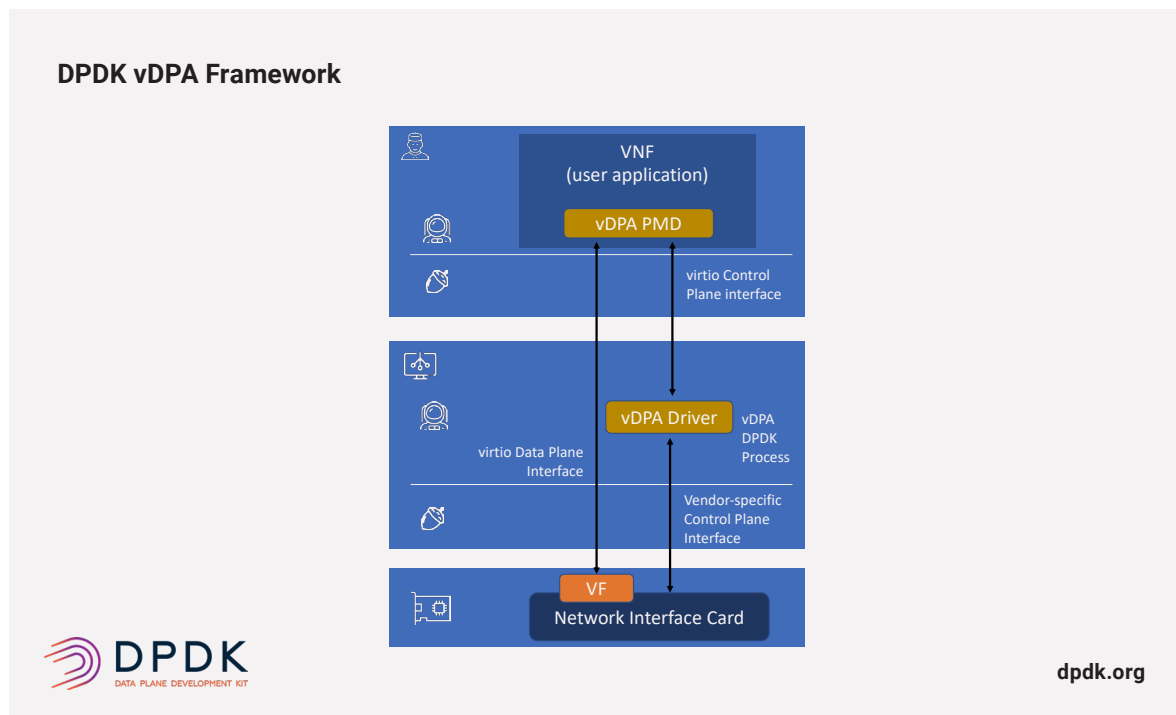 DPDK vDPA Framework
VNF
(user application)
vDPA PMD
virtio Control
Plane interface
vDPA Driver
vDPA
DPDK
Process
virtio Data Plane
Interface
Vendor-specific
Control Plane
Interface
VF
Network Interface Card
DPDK
DATA PLANE DEVELOPMENT KIT
dpdk.org